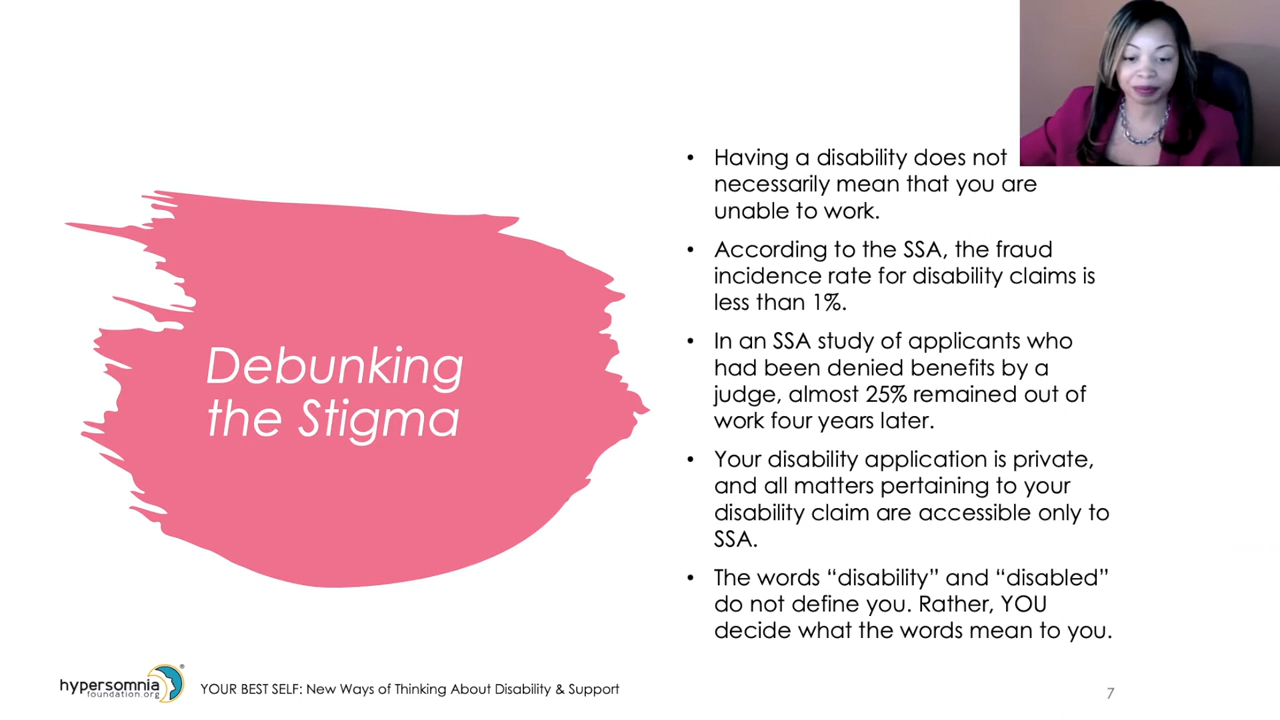 Debunking
the Stigma
• Having a disability does not
necessarily mean that you are
unable to work.
• According to the SSA, the fraud
incidence rate for disability claims is
less than 1%.
• In an SSA study of applicants who
had been denied benefits by a
judge, almost 25% remained out of
work four years later.
• Your disability application is private,
and all matters pertaining to your
disability claim are accessible only to
SSA.
• The words “disability” and “disabled”
do not define you. Rather, YOU
decide what the words mean to you.
hypersomnia
foundation.org
®
YOUR BEST SELF: New Ways of Thinking About Disability & Support
7